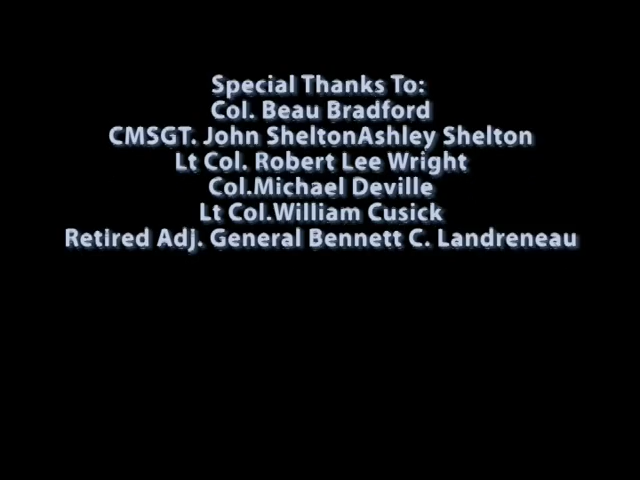 Special Thanks To:
Col. Beau Bradford
CMSGT. John SheltonAshley Shelton
Lt Col. Robert Lee Wright
Col.Michael Deville
Lt Col.William Cusick
Retired Adj. General Bennett C. Landreneau